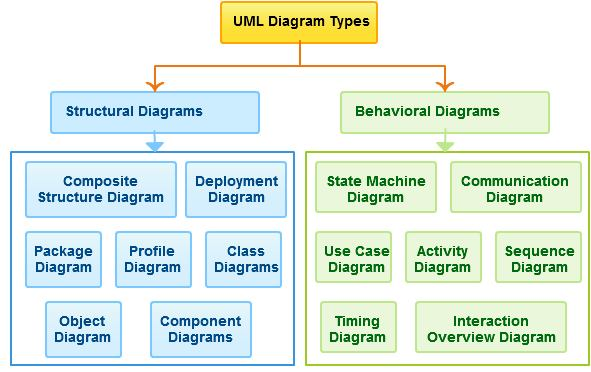 UML Diagram Types
Structural Diagrams
Behavioral Diagrams
Composite
Structure Diagram
Deployment
Diagram
Package
Diagram
Profile
Diagram
Class
Diagrams
Object
Diagram
Component
Diagrams
State Machine
Diagram
Communication
Diagram
Use Case
Diagram
Activity
Diagram
Sequence
Diagram
Timing
Diagram
Interaction
Overview Diagram